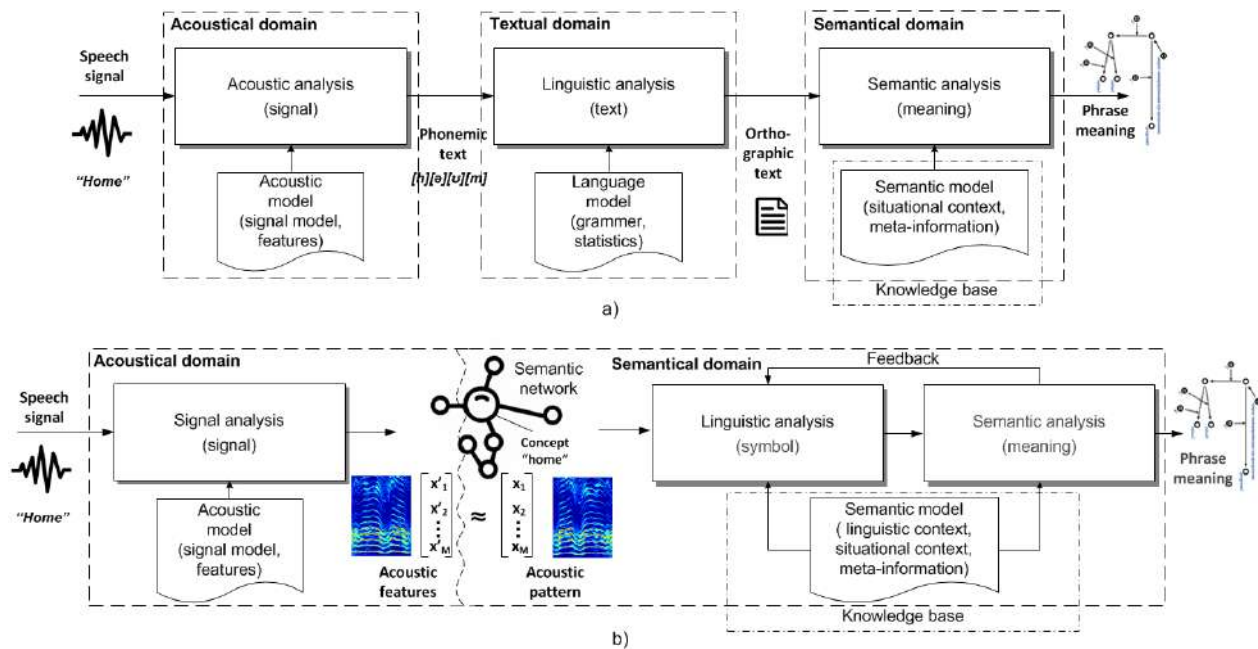 Acoustical domain
Textual domain
Semantical domain
Speech
signal
"Home"
Acoustic analysis
(signal)
Acoustic
model
(signal model,
features)
Phonemic
text
[h][ə][ʊ][m]
Linguistic analysis
(text)
Language
model
(grammer,
statistics)
Ortho-
graphic
text
Semantic analysis
(meaning)
Semantic model
(situational context,
meta-information)
Knowledge base
Phrase
meaning
a)
Acoustical domain
Semantical domain
Feedback
Speech
signal
"Home"
Signal analysis
(signal)
Acoustic
model
(signal model,
features)
Semantic
network
Concept
"home"
x'1
x'2
x'M
≈
x1
x2
xM
Acoustic
features
Acoustic
pattern
Linguistic analysis
(symbol)
Semantic analysis
(meaning)
Semantic model
( linguistic context,
situational context,
meta-information)
Knowledge base
Phrase
meaning
b)